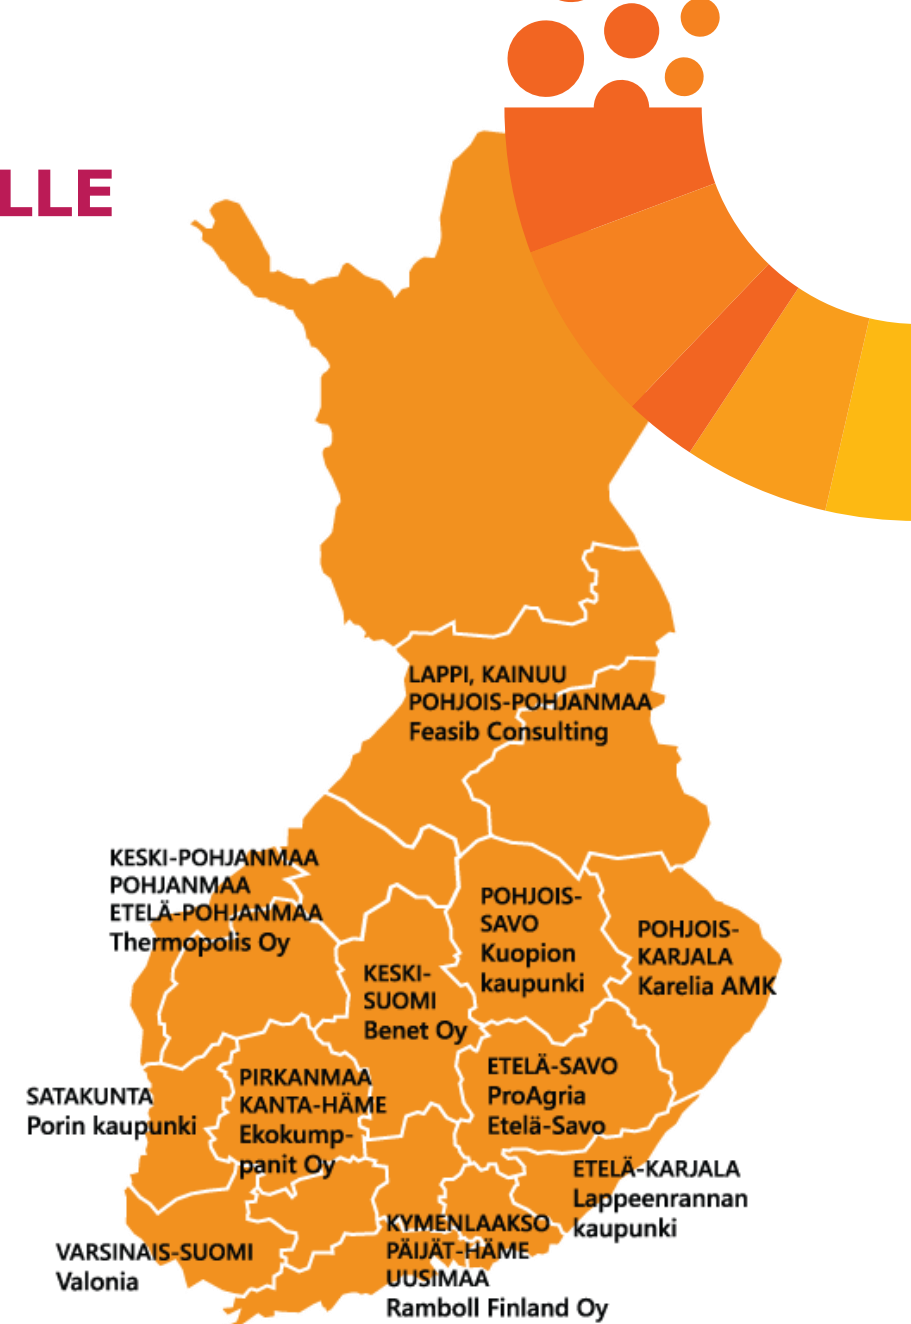 LLE
LAPPI, KAINUU
POHJOIS-POHJANMAA
Feasib Consulting
KESKI-POHJANMAA
POHJANMAA
ETELÄ-POHJANMAA
Thermopolis Oy
POHJOIS-
SAVO
Kuopion
kaupunki
POHJOIS-
KARJALA
Karelia AMK
KESKI-
SUOMI
Benet Oy
ETELÄ-SAVO
ProAgria
Etelä-Savo
PIRKANMAA
KANTA-HÄME
Ekokump-
panit Oy
SATAKUNTA
Porin kaupunki
ETELÄ-KARJALA
Lappeenrannan
kaupunki
KYMENLAAKSO
PÄIJÄT-HÄME
UUSIMAA
Ramboll Finland Oy
VARSINAIS-SUOMI
Valonia